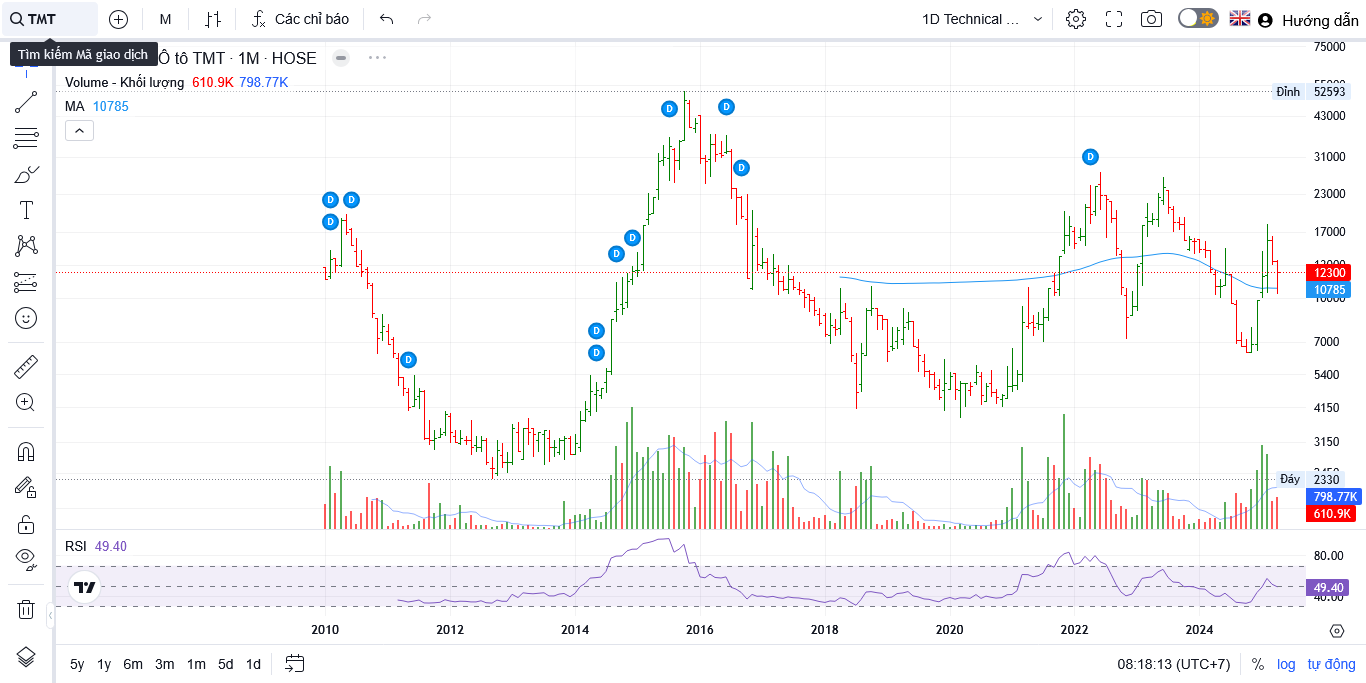 TMT M Các chỉ báo 1D Technical ... Hướng dẫn
Tìm kiếm Mã giao dịch
Ô tô TMT · 1M · HOSE
Volume - Khối lượng 610.9K 798.77K
MA 10785
75000
Đỉnh 52593
43000
31000
23000
17000
12300
10785
10000
7000
5400
4150
3150
Đáy 2330
798.77K
610.9K
D D D D D D D D D D D D D
RSI 49.40
80.00
49.40
40.00
2010 2012 2014 2016 2018 2020 2022 2024
5y 1y 6m 3m 1m 5d 1d 08:18:13 (UTC+7) % log tự động